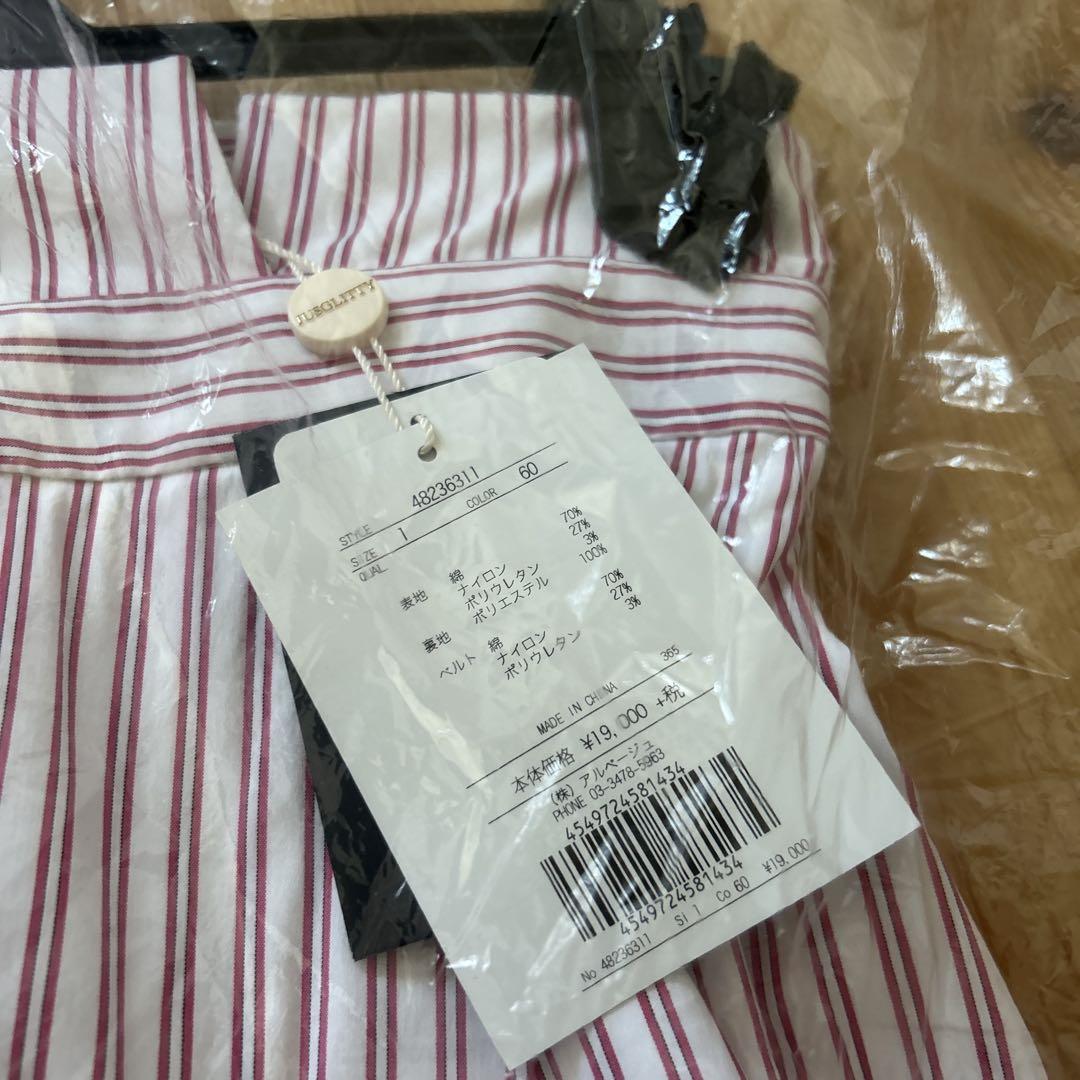 JUSGLITTY
STYLE 48236311
SIZE 1 COLOR 60
QUAL
表地 綿 70%
ナイロン 27%
ポリウレタン 3%
裏地 ポリエステル 100%
ベルト 綿 70%
ナイロン 27%
ポリウレタン 3%
365
MADE IN CHINA
本体価格 ¥19,000 +税
(株) アルページュ
PHONE 03-3478-5963
4549724581434
4549724581434
No 48236311 Si 1 Co 60 ¥19,000